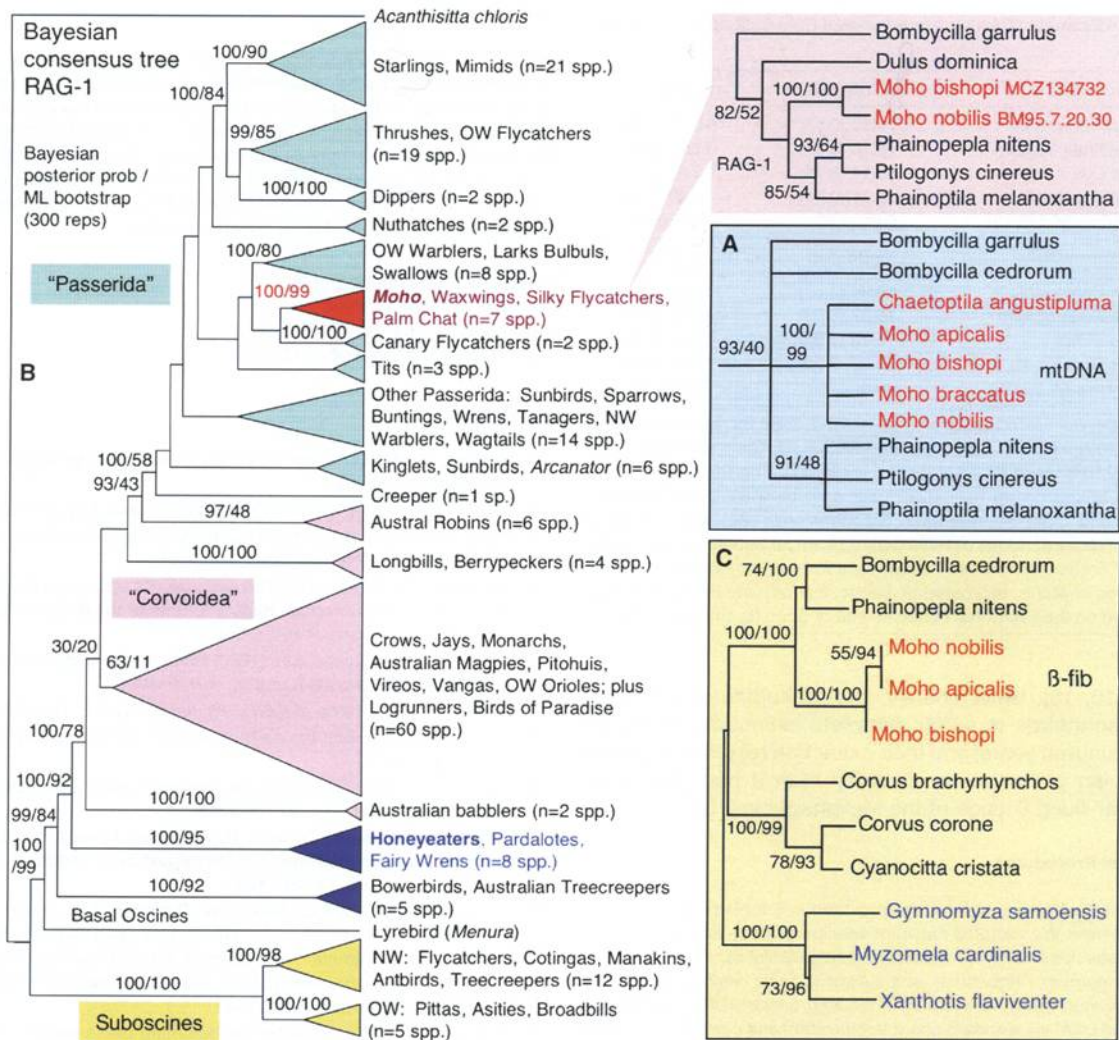 Bayesian
consensus tree
RAG-1
Bayesian
posterior prob /
ML bootstrap
(300 reps)
"Passerida"
B
"Corvoidea"
Basal Oscines
Suboscines
100/90
100/84
99/85
100/100
100/80
100/99
100/100
100/58
93/43
97/48
100/100
30/20
63/11
100/78
100/92
99/84
100
/99
100/100
100/95
100/92
100/98
100/100
100/100
Acanthisitta chloris
Starlings, Mimids (n=21 spp.)
Thrushes, OW Flycatchers
(n=19 spp.)
Dippers (n=2 spp.)
Nuthatches (n=2 spp.)
OW Warblers, Larks Bulbuls,
Swallows (n=8 spp.)
Moho, Waxwings, Silky Flycatchers,
Palm Chat (n=7 spp.)
Canary Flycatchers (n=2 spp.)
Tits (n=3 spp.)
Other Passerida: Sunbirds, Sparrows,
Buntings, Wrens, Tanagers, NW
Warblers, Wagtails (n=14 spp.)
Kinglets, Sunbirds, Arcanator (n=6 spp.)
Creeper (n=1 sp.)
Austral Robins (n=6 spp.)
Longbills, Berrypeckers (n=4 spp.)
Crows, Jays, Monarchs,
Australian Magpies, Pitohuis,
Vireos, Vangas, OW Orioles; plus
Logrunners, Birds of Paradise
(n=60 spp.)
Australian babblers (n=2 spp.)
Honeyeaters, Pardalotes,
Fairy Wrens (n=8 spp.)
Bowerbirds, Australian Treecreepers
(n=5 spp.)
Lyrebird (Menura)
NW: Flycatchers, Cotingas, Manakins,
Antbirds, Treecreepers (n=12 spp.)
OW: Pittas, Asities, Broadbills
(n=5 spp.)
Bombycilla garrulus
Dulus dominica
100/100
Moho bishopi MCZ134732
82/52
Moho nobilis BM95.7.20.30
RAG-1
93/64
Phainopepla nitens
Ptilogonys cinereus
85/54
Phainoptila melanoxantha
A
Bombycilla garrulus
Bombycilla cedrorum
Chaetoptila angustipluma
100/
99
Moho apicalis
93/40
Moho bishopi
mtDNA
Moho braccatus
Moho nobilis
Phainopepla nitens
91/48
Ptilogonys cinereus
Phainoptila melanoxantha
C
74/100
Bombycilla cedrorum
Phainopepla nitens
100/100
55/94
Moho nobilis
ß-fib
Moho apicalis
100/100
Moho bishopi
Corvus brachyrhynchos
100/99
Corvus corone
78/93
Cyanocitta cristata
Gymnomyza samoensis
100/100
Myzomela cardinalis
73/96
Xanthotis flaviventer